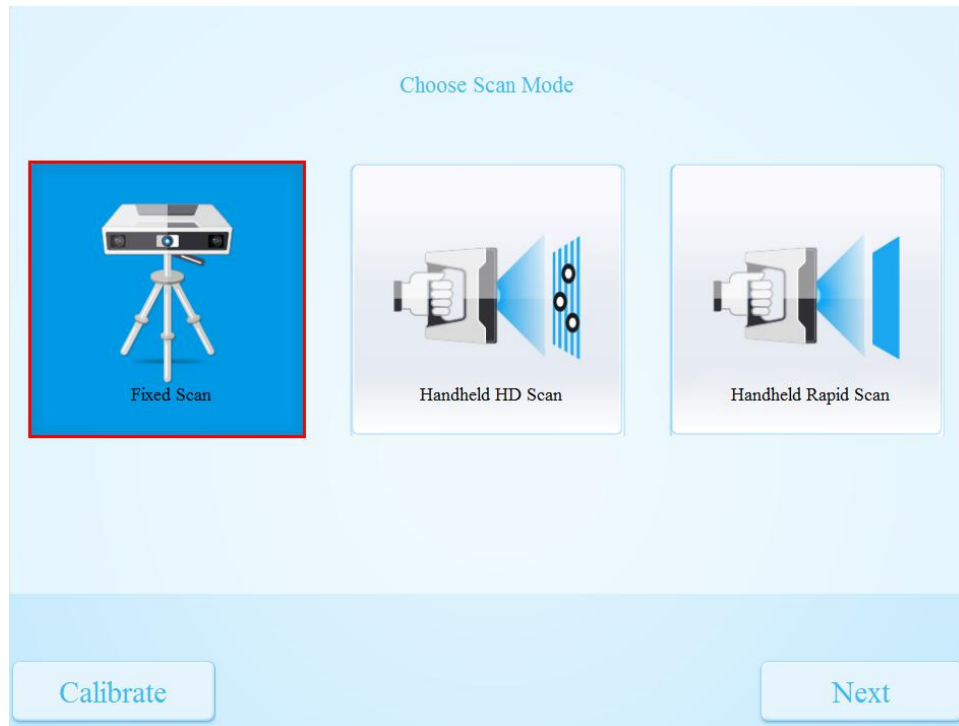 Choose Scan Mode
Fixed Scan
Handheld HD Scan
Handheld Rapid Scan
Calibrate
Next